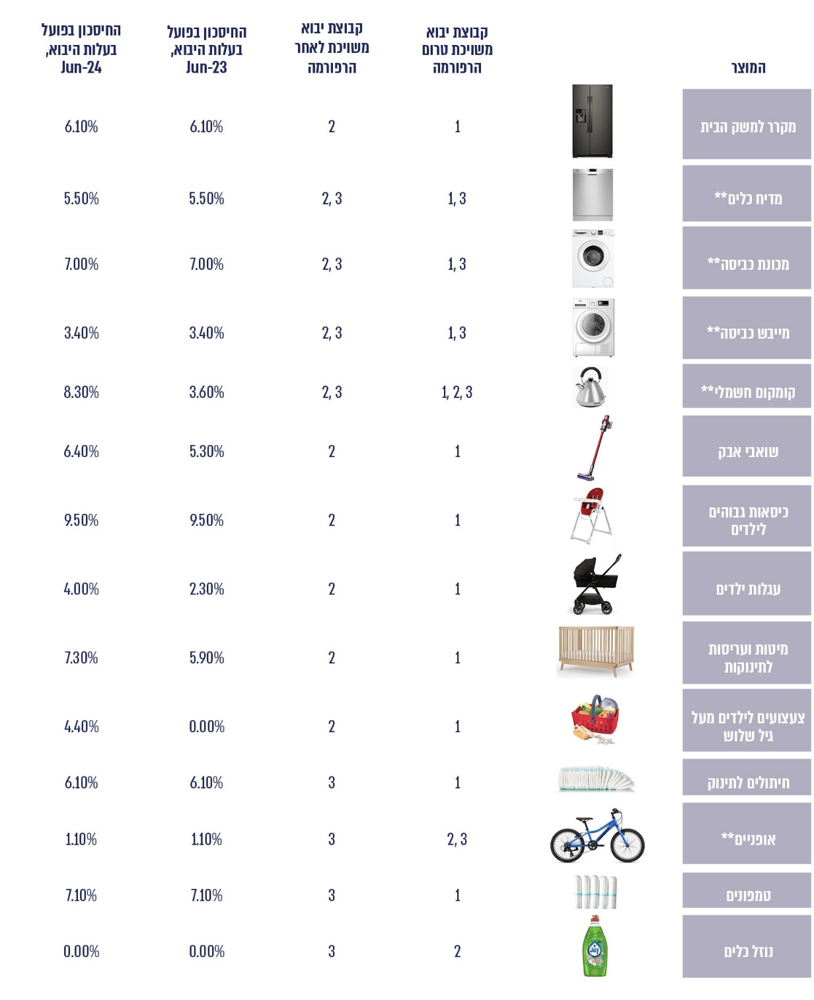 המוצר
קבוצת יבוא
משויכת טרום
הרפורמה
קבוצת יבוא
משויכת לאחר
הרפורמה
החיסכון בפועל
בעלות היבוא,
Jun-23
החיסכון בפועל
בעלות היבוא,
Jun-24
מקרר למשק הבית 1 2 6.10% 6.10%
מדיח כלים** 1, 3 2, 3 5.50% 5.50%
מכונת כביסה** 1, 3 2, 3 7.00% 7.00%
מייבש כביסה** 1, 3 2, 3 3.40% 3.40%
קומקום חשמלי** 1, 2, 3 2, 3 3.60% 8.30%
שואבי אבק 1 2 5.30% 6.40%
כיסאות גבוהים
לילדים
1 2 9.50% 9.50%
עגלות ילדים 1 2 2.30% 4.00%
מיטות ועריסות
לתינוקות
1 2 5.90% 7.30%
צעצועים לילדים מעל
גיל שלוש
1 2 0.00% 4.40%
חיתולים לתינוק 1 3 6.10% 6.10%
אופניים** 2, 3 3 1.10% 1.10%
טמפונים 1 3 7.10% 7.10%
נוזל כלים 2 3 0.00% 0.00%
Joy